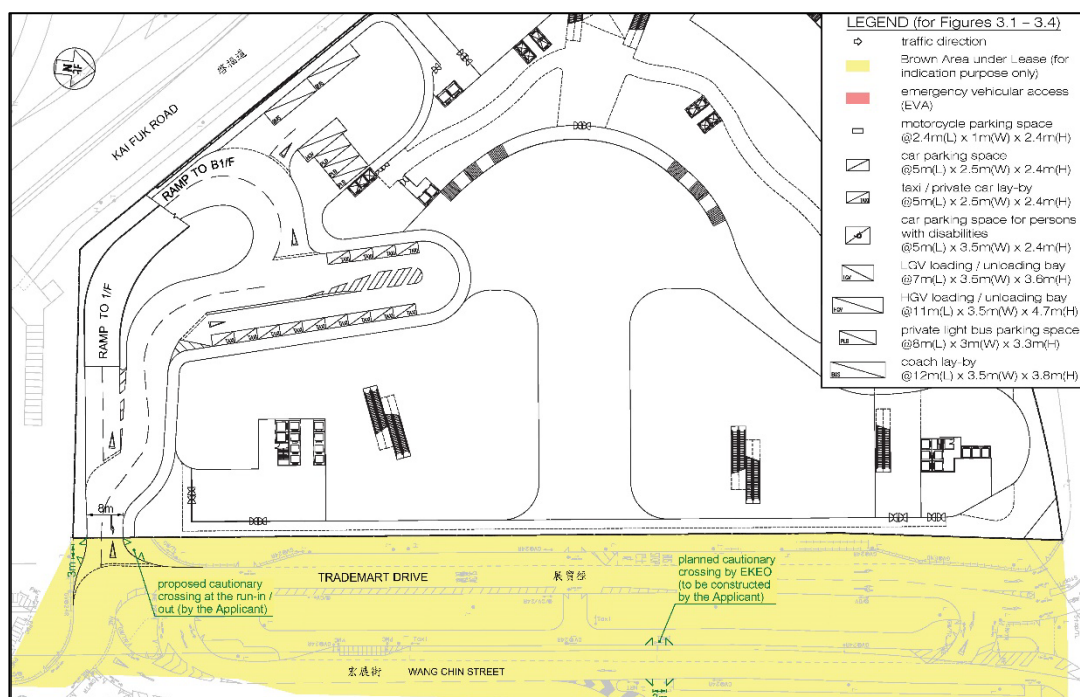 LEGEND (for Figures 3.1 – 3.4)
traffic direction
Brown Area under Lease (for
indication purpose only)
emergency vehicular access
(EVA)
motorcycle parking space
@2.4m(L) x 1m(W) x 2.4m(H)
car parking space
@5m(L) x 2.5m(W) x 2.4m(H)
taxi / private car lay-by
@5m(L) x 2.5m(W) x 2.4m(H)
car parking space for persons
with disabilities
@5m(L) x 3.5m(W) x 2.4m(H)
LGV loading / unloading bay
@7m(L) x 3.5m(W) x 3.6m(H)
HGV loading / unloading bay
@11m(L) x 3.5m(W) x 4.7m(H)
private light bus parking space
@8m(L) x 3m(W) x 3.3m(H)
coach lay-by
@12m(L) x 3.5m(W) x 3.8m(H)
啓福道
KAI FUK ROAD
RAMP TO B1/F
RAMP TO 1/F
8m
3m
proposed cautionary
crossing at the run-in /
out (by the Applicant)
TRADEMART DRIVE
展貿徑
planned cautionary
crossing by EKEO
(to be constructed
by the Applicant)
宏展街
WANG CHIN STREET